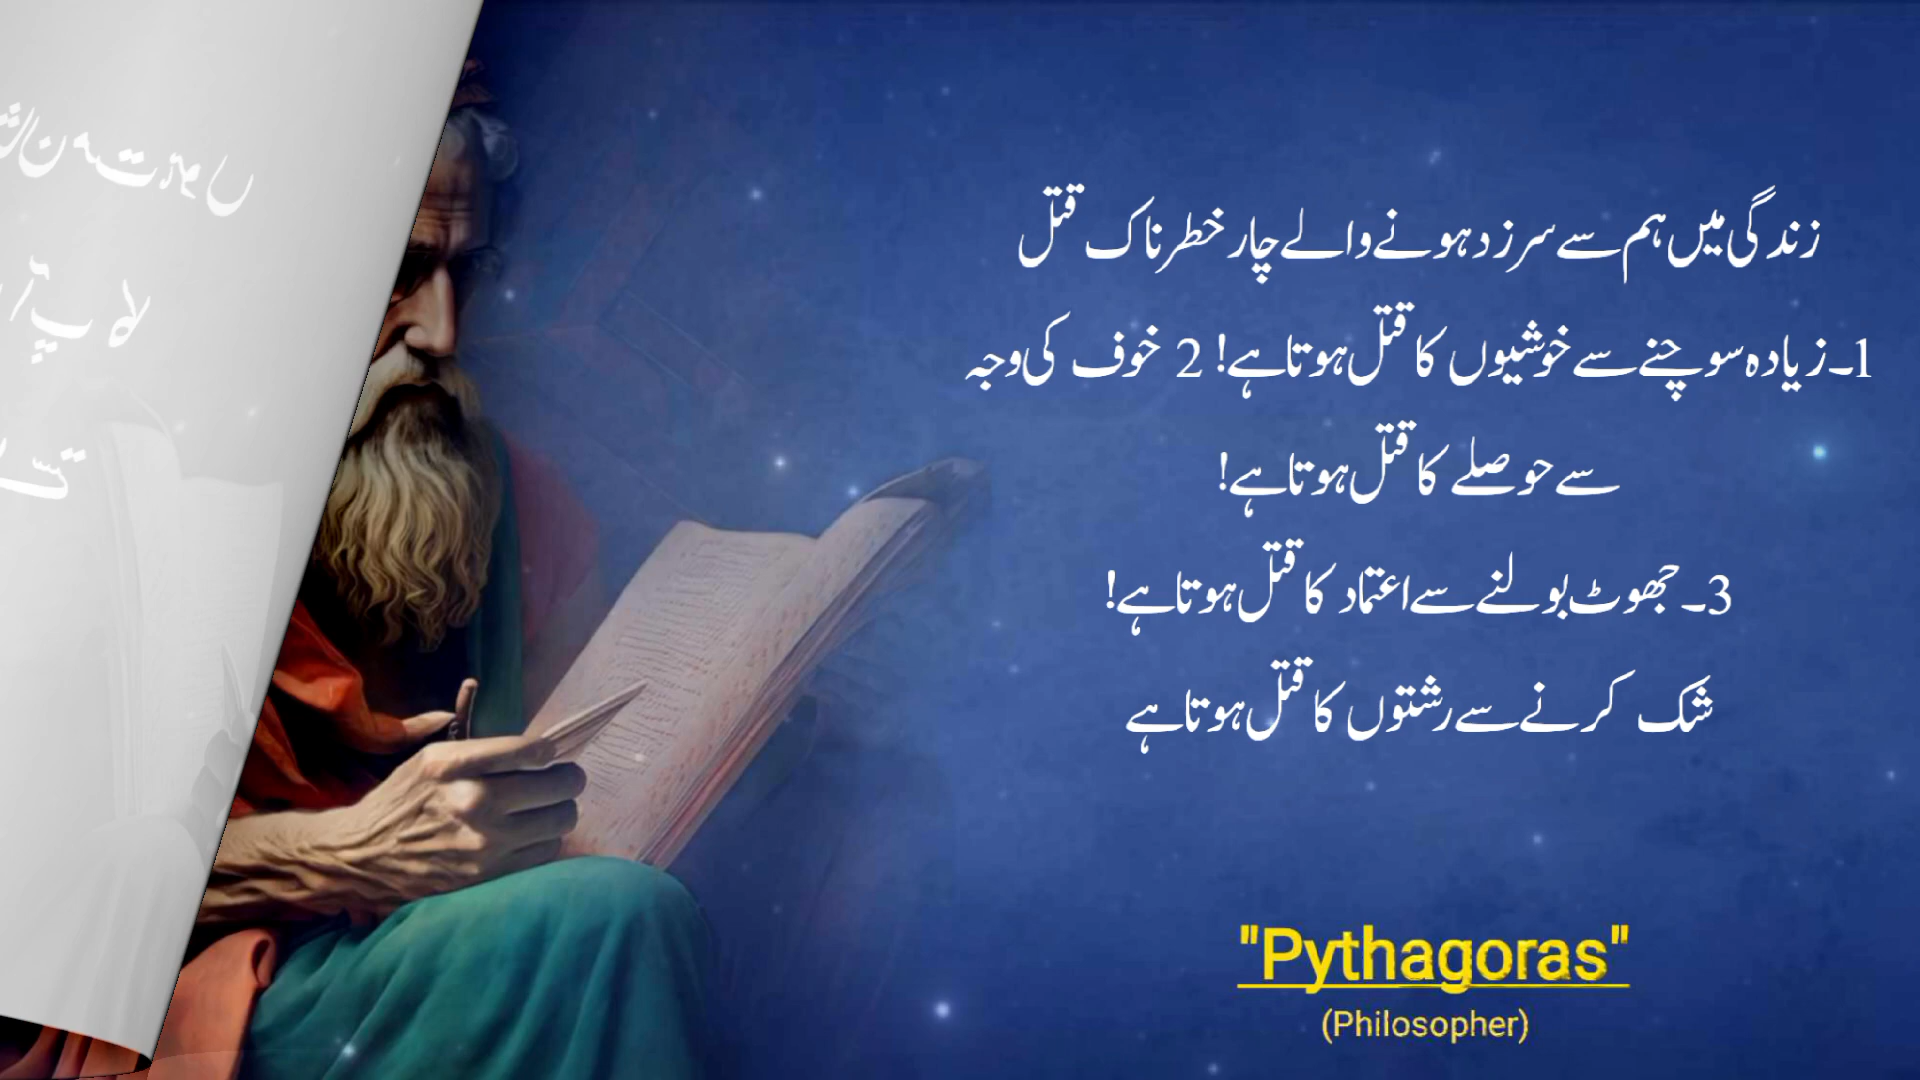 زندگی میں ہم سے سرزد ہونے والے چار خطرناک قتل
1۔زیادہ سوچنے سے خوشیوں کا قتل ہوتا ہے! 2 خوف کی وجہ
سے حوصلے کا قتل ہوتا ہے!
3۔ جھوٹ بولنے سے اعتماد کا قتل ہوتا ہے!
شک کرنے سے رشتوں کا قتل ہوتا ہے
"Pythagoras"
(Philosopher)